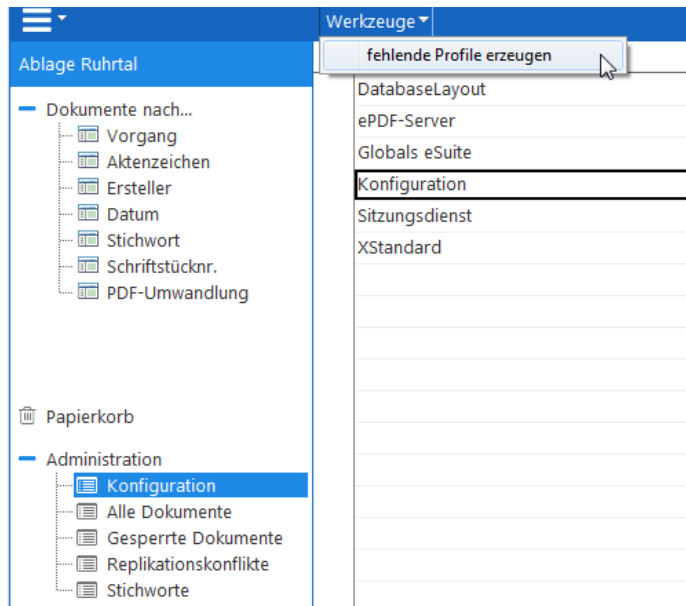 Werkzeuge
fehlende Profile erzeugen
Ablage Ruhrtal
Dokumente nach...
Vorgang
Aktenzeichen
Ersteller
Datum
Stichwort
Schriftstücknr.
PDF-Umwandlung
Papierkorb
Administration
Konfiguration
Alle Dokumente
Gesperrte Dokumente
Replikationskonflikte
Stichworte
DatabaseLayout
ePDF-Server
Globals eSuite
Konfiguration
Sitzungsdienst
XStandard